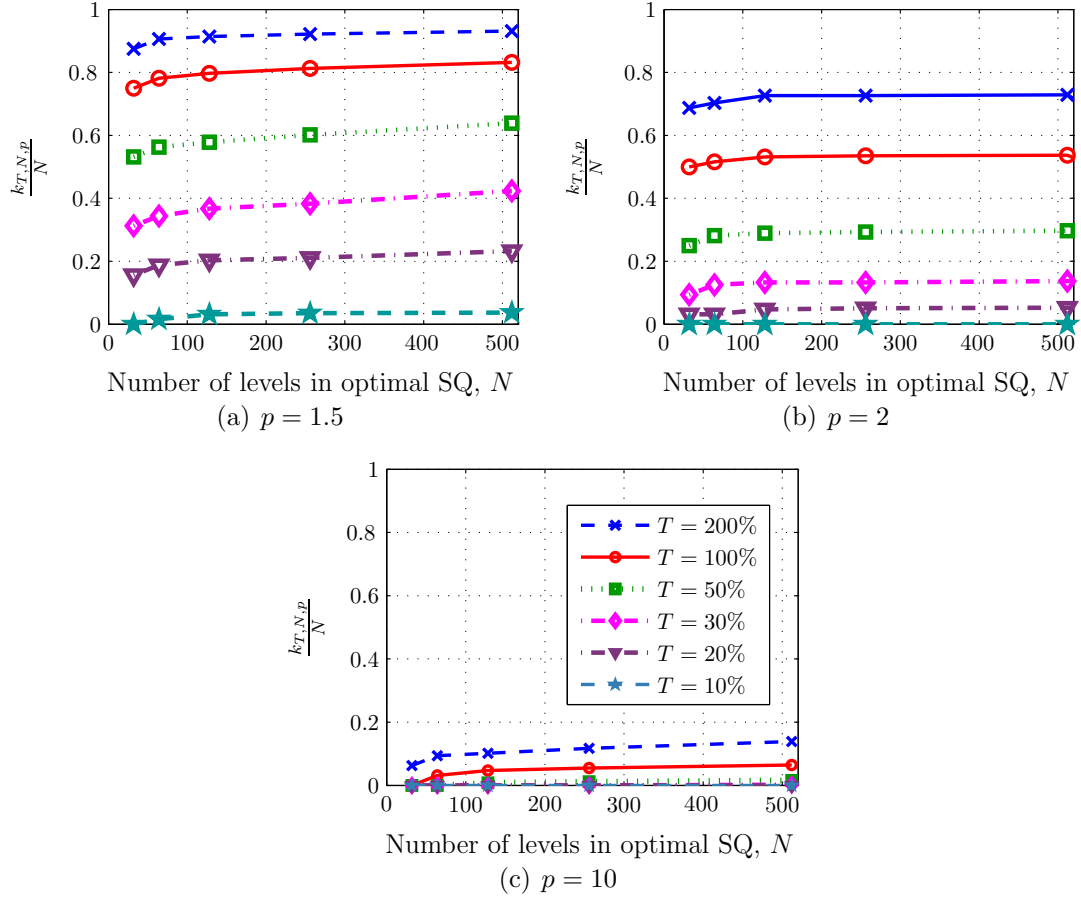 1
0.8
0.6
0.4
0.2
0
k_{T,N,p}
N
0 100 200 300 400 500
Number of levels in optimal SQ, N
(a) p = 1.5
1
0.8
0.6
0.4
0.2
0
k_{T,N,p}
N
0 100 200 300 400 500
Number of levels in optimal SQ, N
(b) p = 2
1
0.8
0.6
0.4
0.2
0
k_{T,N,p}
N
T = 200%
T = 100%
T = 50%
T = 30%
T = 20%
T = 10%
0 100 200 300 400 500
Number of levels in optimal SQ, N
(c) p = 10